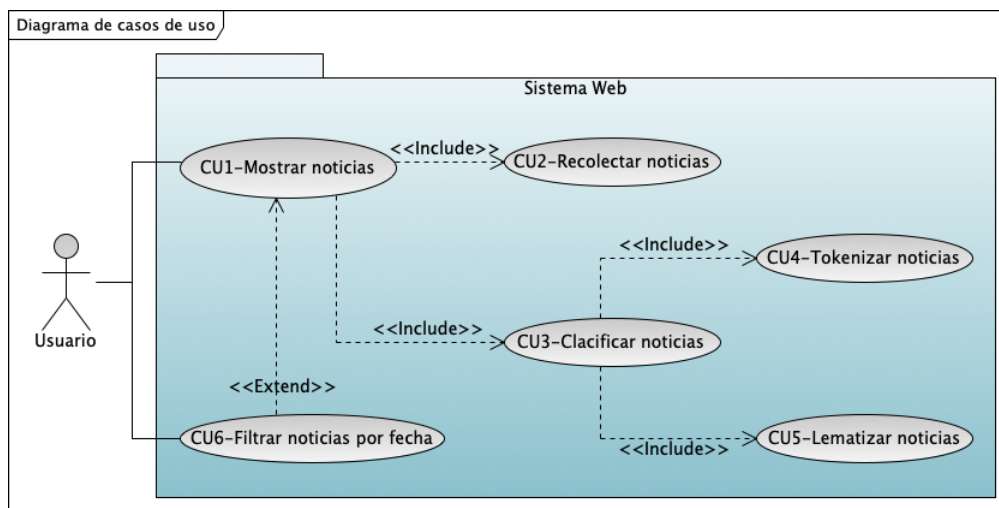 Diagrama de casos de uso
Sistema Web
CU1-Mostrar noticias
<<Include>>
CU2-Recolectar noticias
<<Include>>
CU4-Tokenizar noticias
Usuario
<<Include>>
CU3-Clacificar noticias
<<Extend>>
CU6-Filtrar noticias por fecha
<<Include>>
CU5-Lematizar noticias